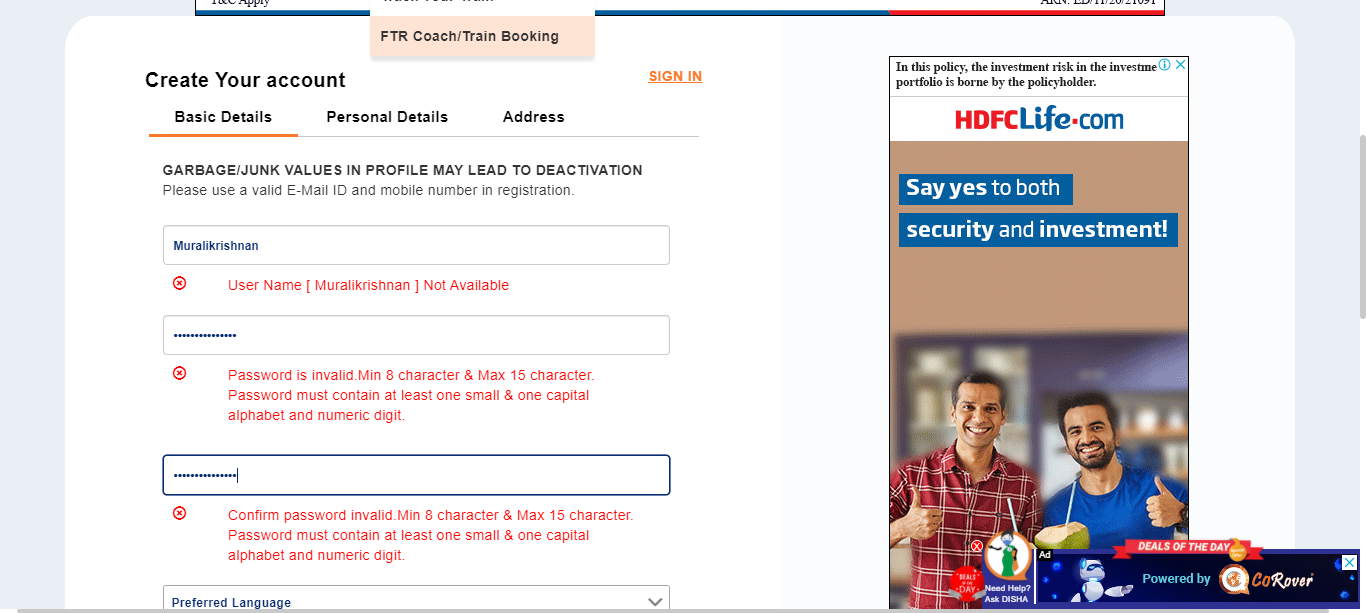 T&C Apply
ARN: ED/11/20/21091
FTR Coach/Train Booking
Create Your account
SIGN IN
Basic Details
Personal Details
Address
GARBAGE/JUNK VALUES IN PROFILE MAY LEAD TO DEACTIVATION
Please use a valid E-Mail ID and mobile number in registration.
Muralikrishnan
User Name [ Muralikrishnan ] Not Available
Password is invalid.Min 8 character & Max 15 character.
Password must contain at least one small & one capital
alphabet and numeric digit.
Confirm password invalid.Min 8 character & Max 15 character.
Password must contain at least one small & one capital
alphabet and numeric digit.
Preferred Language
In this policy, the investment risk in the investme
portfolio is borne by the policyholder.
HDFCLife.com
Say yes to both
security and investment!
DEALS OF THE DAY
Need Help?
Ask DISHA
DEALS OF THE DAY
Ad
Powered by CoRover